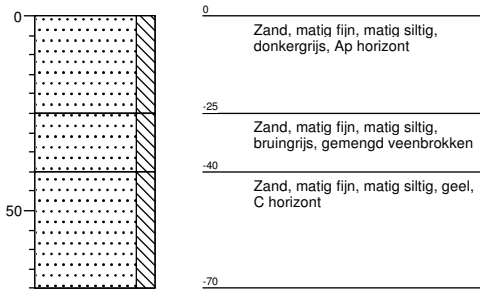 0
0
Zand, matig fijn, matig siltig,
donkergrijs, Ap horizont
-25
Zand, matig fijn, matig siltig,
bruingrijs, gemengd veenbrokken
-40
Zand, matig fijn, matig siltig, geel,
C horizont
50
-70